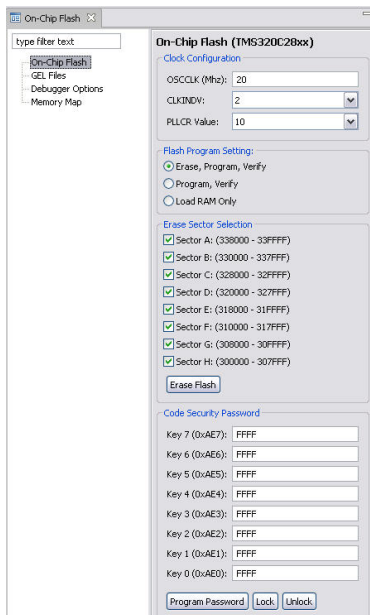 On-Chip Flash
type filter text
On-Chip Flash
GEL Files
Debugger Options
Memory Map
On-Chip Flash (TMS320C28xx)
Clock Configuration
OSCCLK (Mhz): 20
CLKINDV: 2
PLLCR Value: 10
Flash Program Setting:
Erase, Program, Verify
Program, Verify
Load RAM Only
Erase Sector Selection
Sector A: (338000 - 33FFFF)
Sector B: (330000 - 337FFF)
Sector C: (328000 - 32FFFF)
Sector D: (320000 - 327FFF)
Sector E: (318000 - 31FFFF)
Sector F: (310000 - 317FFF)
Sector G: (308000 - 30FFFF)
Sector H: (300000 - 307FFF)
Erase Flash
Code Security Password
Key 7 (0xAE7): FFFF
Key 6 (0xAE6): FFFF
Key 5 (0xAE5): FFFF
Key 4 (0xAE4): FFFF
Key 3 (0xAE3): FFFF
Key 2 (0xAE2): FFFF
Key 1 (0xAE1): FFFF
Key 0 (0xAE0): FFFF
Program Password Lock Unlock